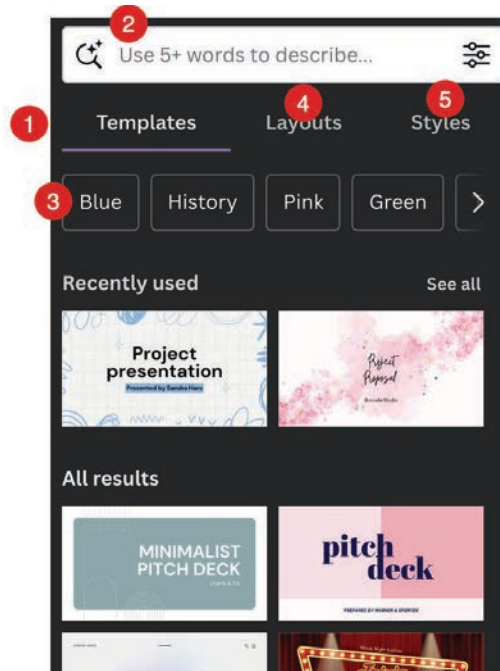 2
Use 5+ words to describe...
1
4
5
Templates
Layouts
Styles
3
Blue
History
Pink
Green
Recently used
See all
Project
presentation
Presented by Sandra Haro
Project
Proposal
All results
MINIMALIST
PITCH DECK
pitch
deck
PREPARED BY WARNER & SPENCER